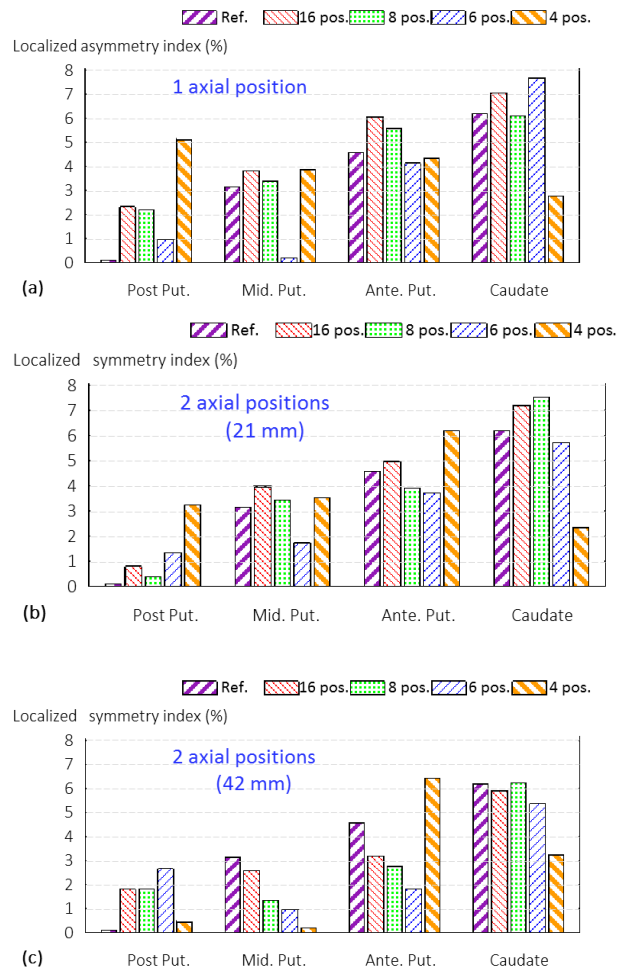 Ref. 16 pos. 8 pos. 6 pos. 4 pos.
Localized asymmetry index (%)
8
7
6
5
4
3
2
1
0
1 axial position
Post Put. Mid. Put. Ante. Put. Caudate
(a)
Ref. 16 pos. 8 pos. 6 pos. 4 pos.
Localized symmetry index (%)
8
7
6
5
4
3
2
1
0
2 axial positions
(21 mm)
Post Put. Mid. Put. Ante. Put. Caudate
(b)
Ref. 16 pos. 8 pos. 6 pos. 4 pos.
Localized symmetry index (%)
8
7
6
5
4
3
2
1
0
2 axial positions
(42 mm)
Post Put. Mid. Put. Ante. Put. Caudate
(c)